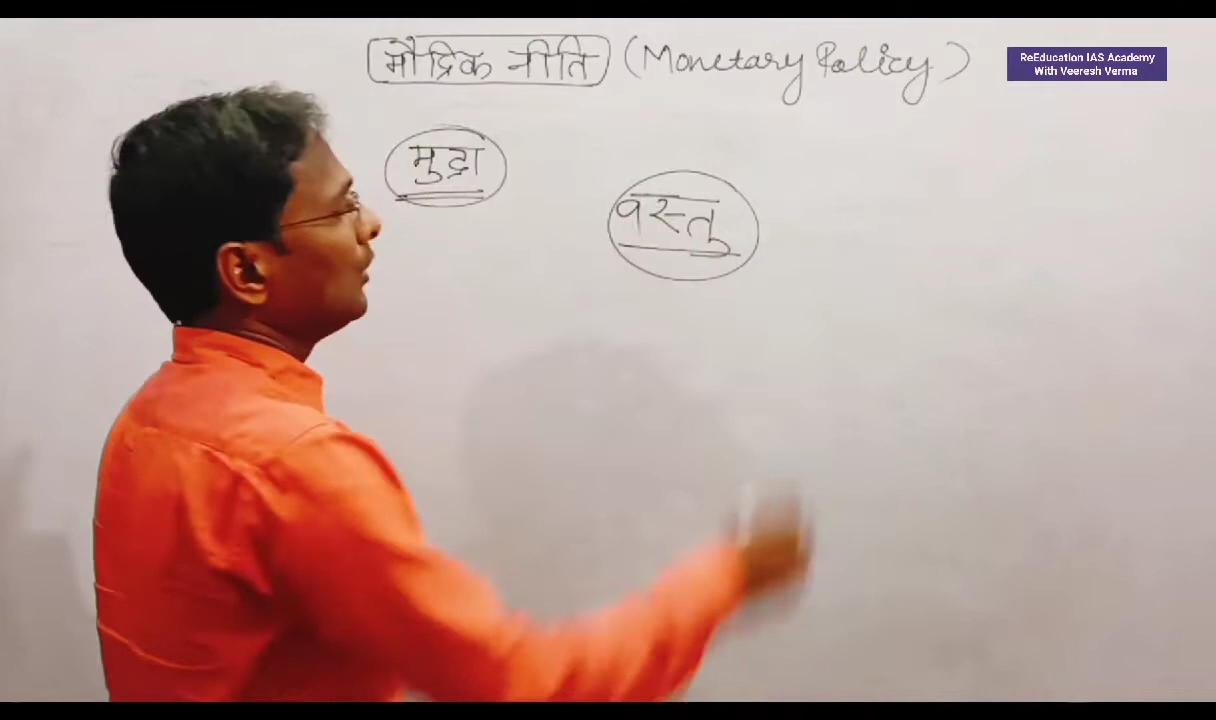 मौद्रिक नीति (Monetary Policy)
ReEducation IAS Academy
With Veeresh Verma
मुद्रा
वस्तु